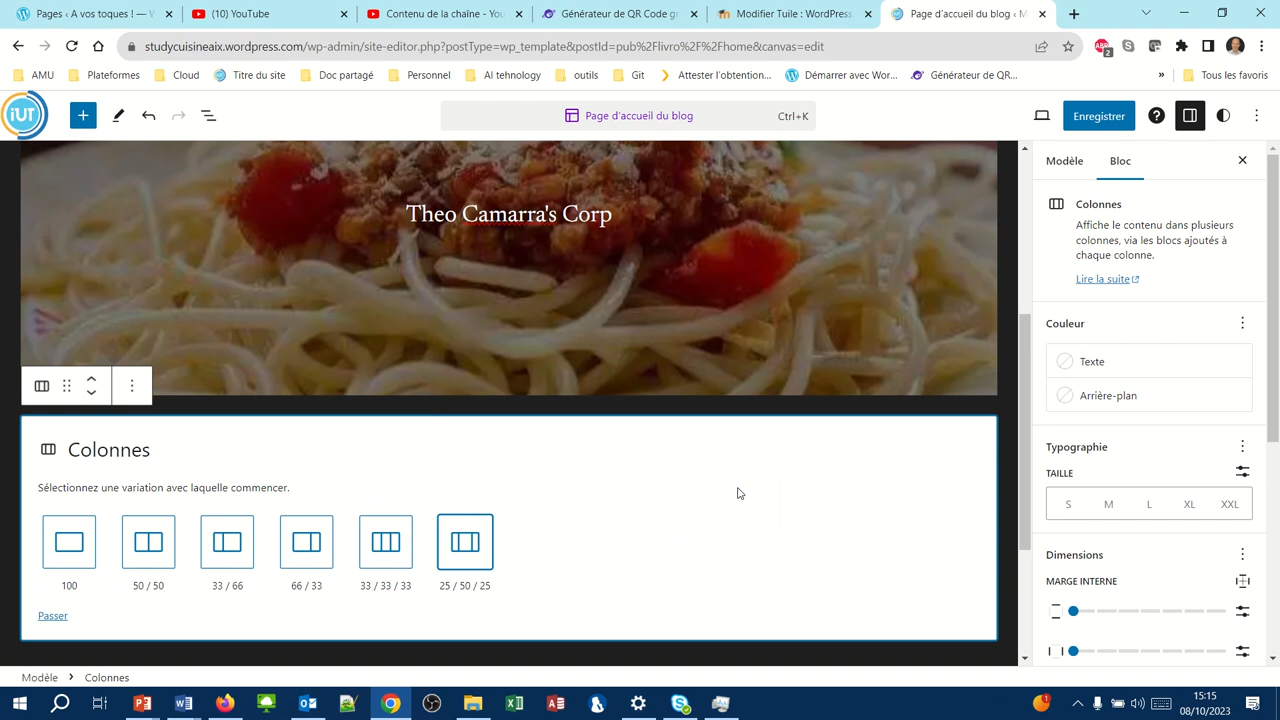 Pages < À vos toques ! — Wo
(10) YouTube
Contenu de la chaîne - You
Générateur de QR Code gr
Modifier Tuile : WordPress
Page d'accueil du blog < M
studycuisineaix.wordpress.com/wp-admin/site-editor.php?postType=wp_template&postId=pub%2Flivro%2F%2Fhome&canvas=edit
ABP
2
AMU
Plateformes
Cloud
Titre du site
Doc partagé
Personnel
AI tehnology
outils
Git
Attester l'obtention...
Démarrer avec Wor...
Générateur de QR...
»
Tous les favoris
iUT
Page d'accueil du blog
Ctrl+K
Enregistrer
Theo Camarra's Corp
Colonnes
Sélectionnez une variation avec laquelle commencer.
100
50 / 50
33 / 66
66 / 33
33 / 33 / 33
25 / 50 / 25
Passer
Modèle
Bloc
Colonnes
Affiche le contenu dans plusieurs
colonnes, via les blocs ajoutés à
chaque colonne.
Lire la suite
Couleur
Texte
Arrière-plan
Typographie
TAILLE
S
M
L
XL
XXL
Dimensions
MARGE INTERNE
Modèle
Colonnes
1
15:15
08/10/2023